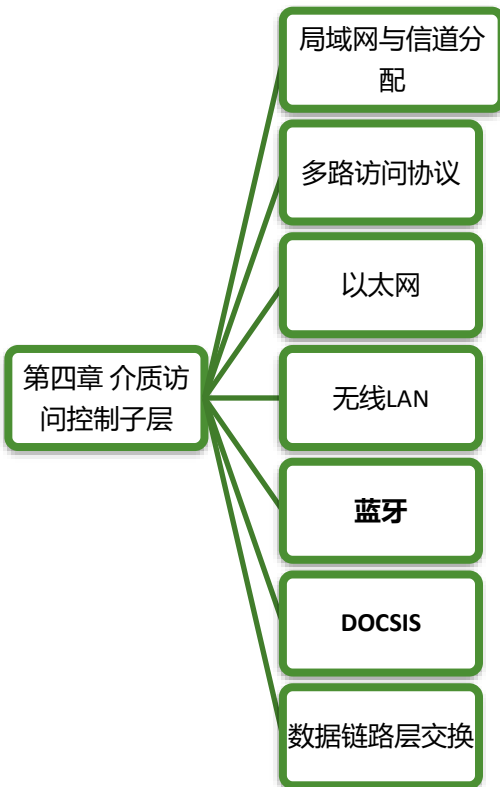 第四章 介质访
问控制子层
局域网与信道分
配
多路访问协议
以太网
无线LAN
蓝牙
DOCSIS
数据链路层交换